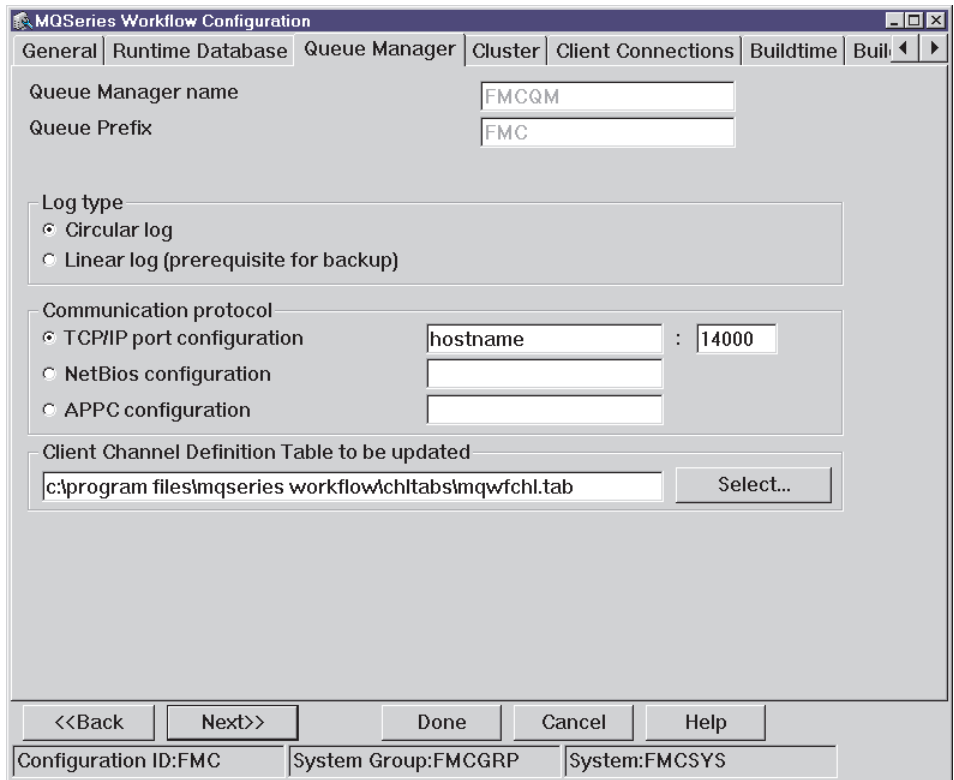 MQSeries Workflow Configuration
General Runtime Database Queue Manager Cluster Client Connections Buildtime Buil
Queue Manager name FMCQM
Queue Prefix FMC
Log type
Circular log
Linear log (prerequisite for backup)
Communication protocol
TCP/IP port configuration hostname : 14000
NetBios configuration
APPC configuration
Client Channel Definition Table to be updated
c:\program files\mqseries workflow\chltabs\mqwfchl.tab Select...
<<Back Next>> Done Cancel Help
Configuration ID:FMC System Group:FMCGRP System:FMCSYS